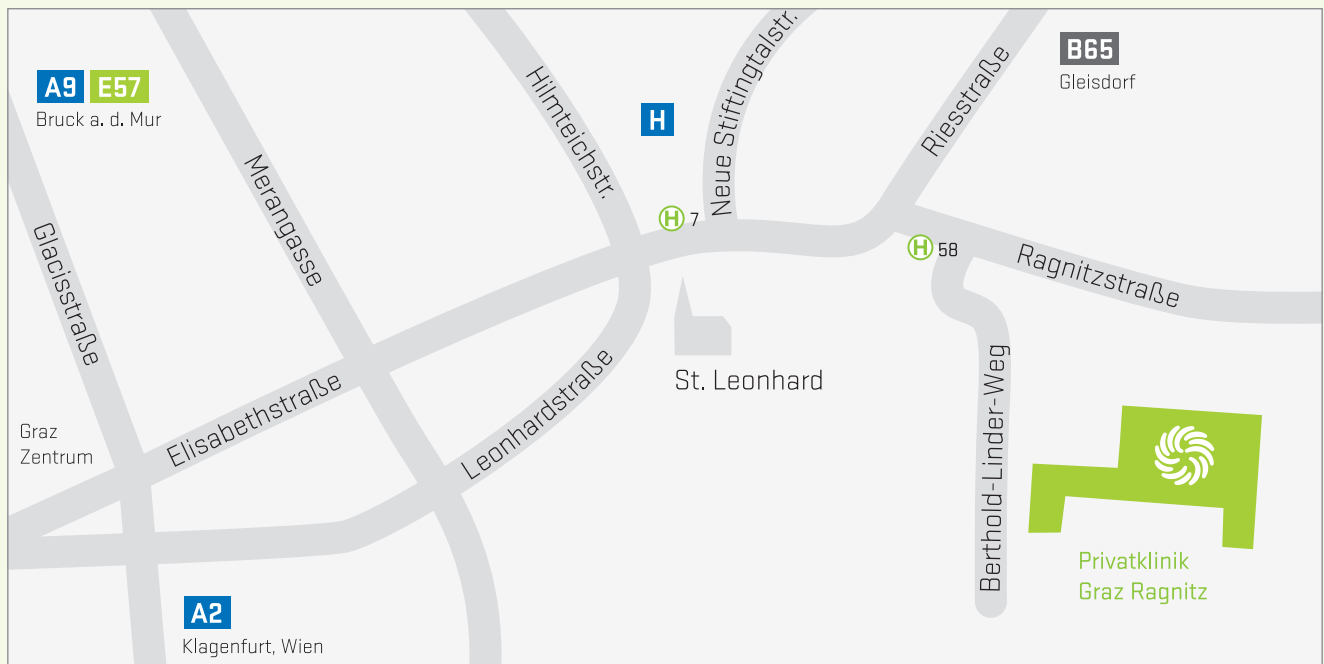 A9 E57
Bruck a. d. Mur
B65
Gleisdorf
H
Hilmteichstr.
Neue Stiftingtalstr.
Riesstraße
Merangasse
Glacisstraße
H 7
H 58
Ragnitzstraße
Elisabethstraße
Leonhardstraße
St. Leonhard
Berthold-Linder-Weg
Graz
Zentrum
Privatklinik
Graz Ragnitz
A2
Klagenfurt, Wien